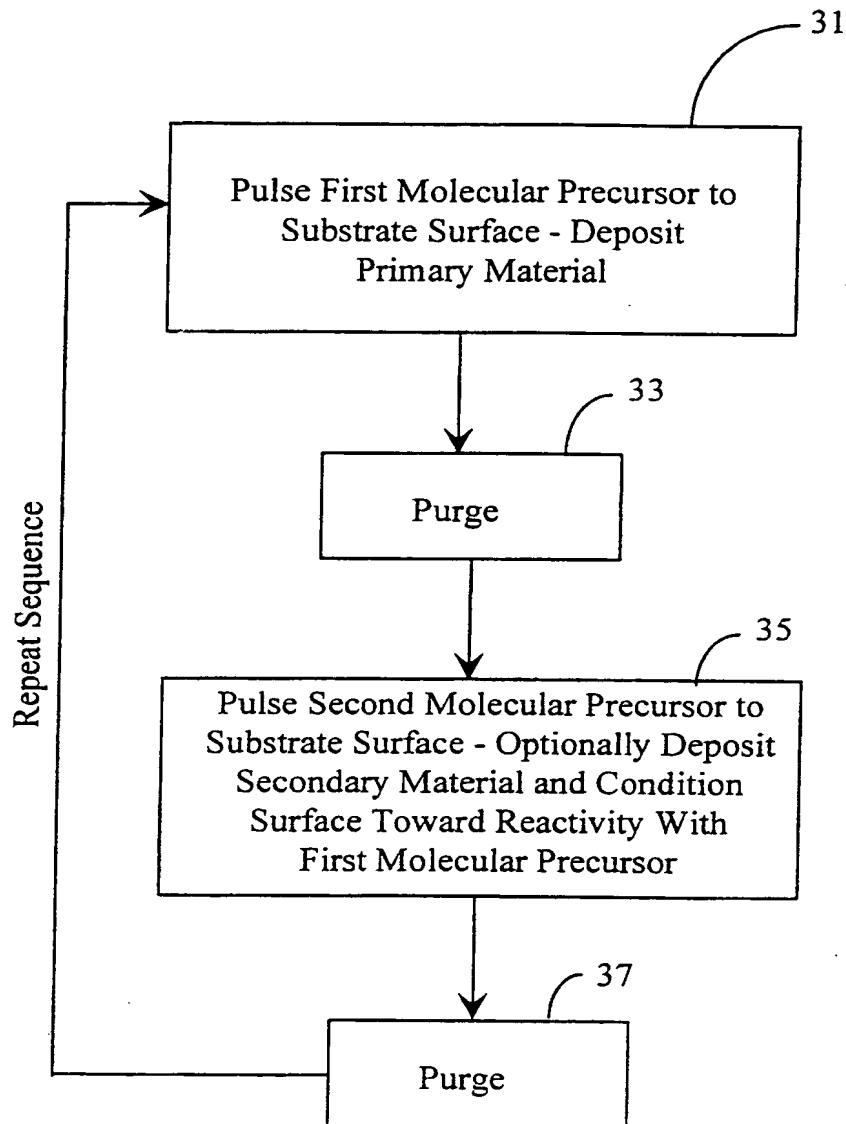 31
Pulse First Molecular Precursor to
Substrate Surface - Deposit
Primary Material
33
Purge
Repeat Sequence
35
Pulse Second Molecular Precursor to
Substrate Surface - Optionally Deposit
Secondary Material and Condition
Surface Toward Reactivity With
First Molecular Precursor
37
Purge